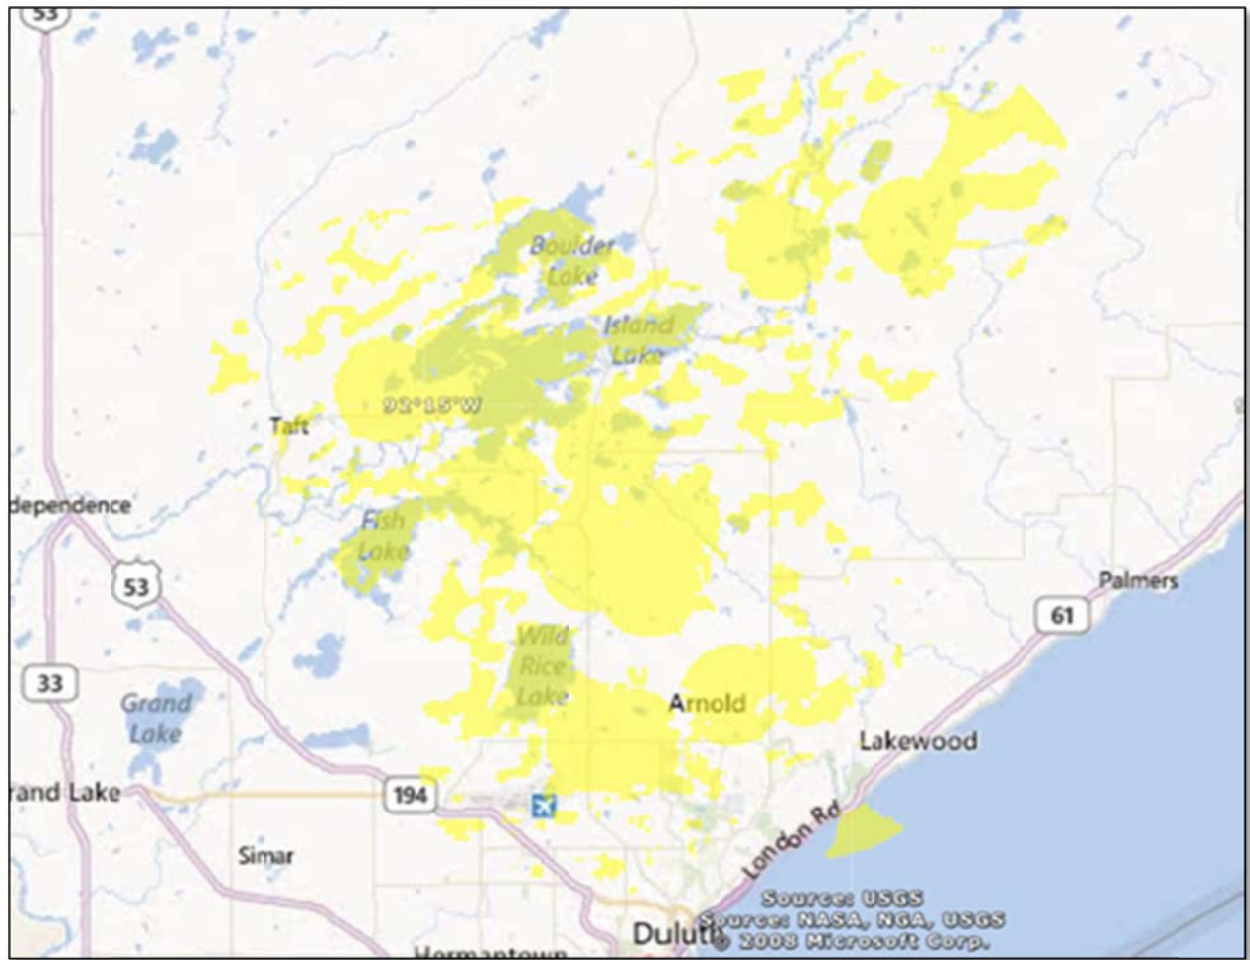 53
Boulder
Lake
Island
Lake
92°15'W
Taft
dependence
Fish
Lake
53
Palmers
61
Wild
Rice
Lake
33
Grand
Lake
Arnold
Lakewood
rand Lake
194
London Rd
Simar
Source: USGS
Source: NASA, NGA, USGS
© 2008 Microsoft Corp.
Duluth
Hermantown